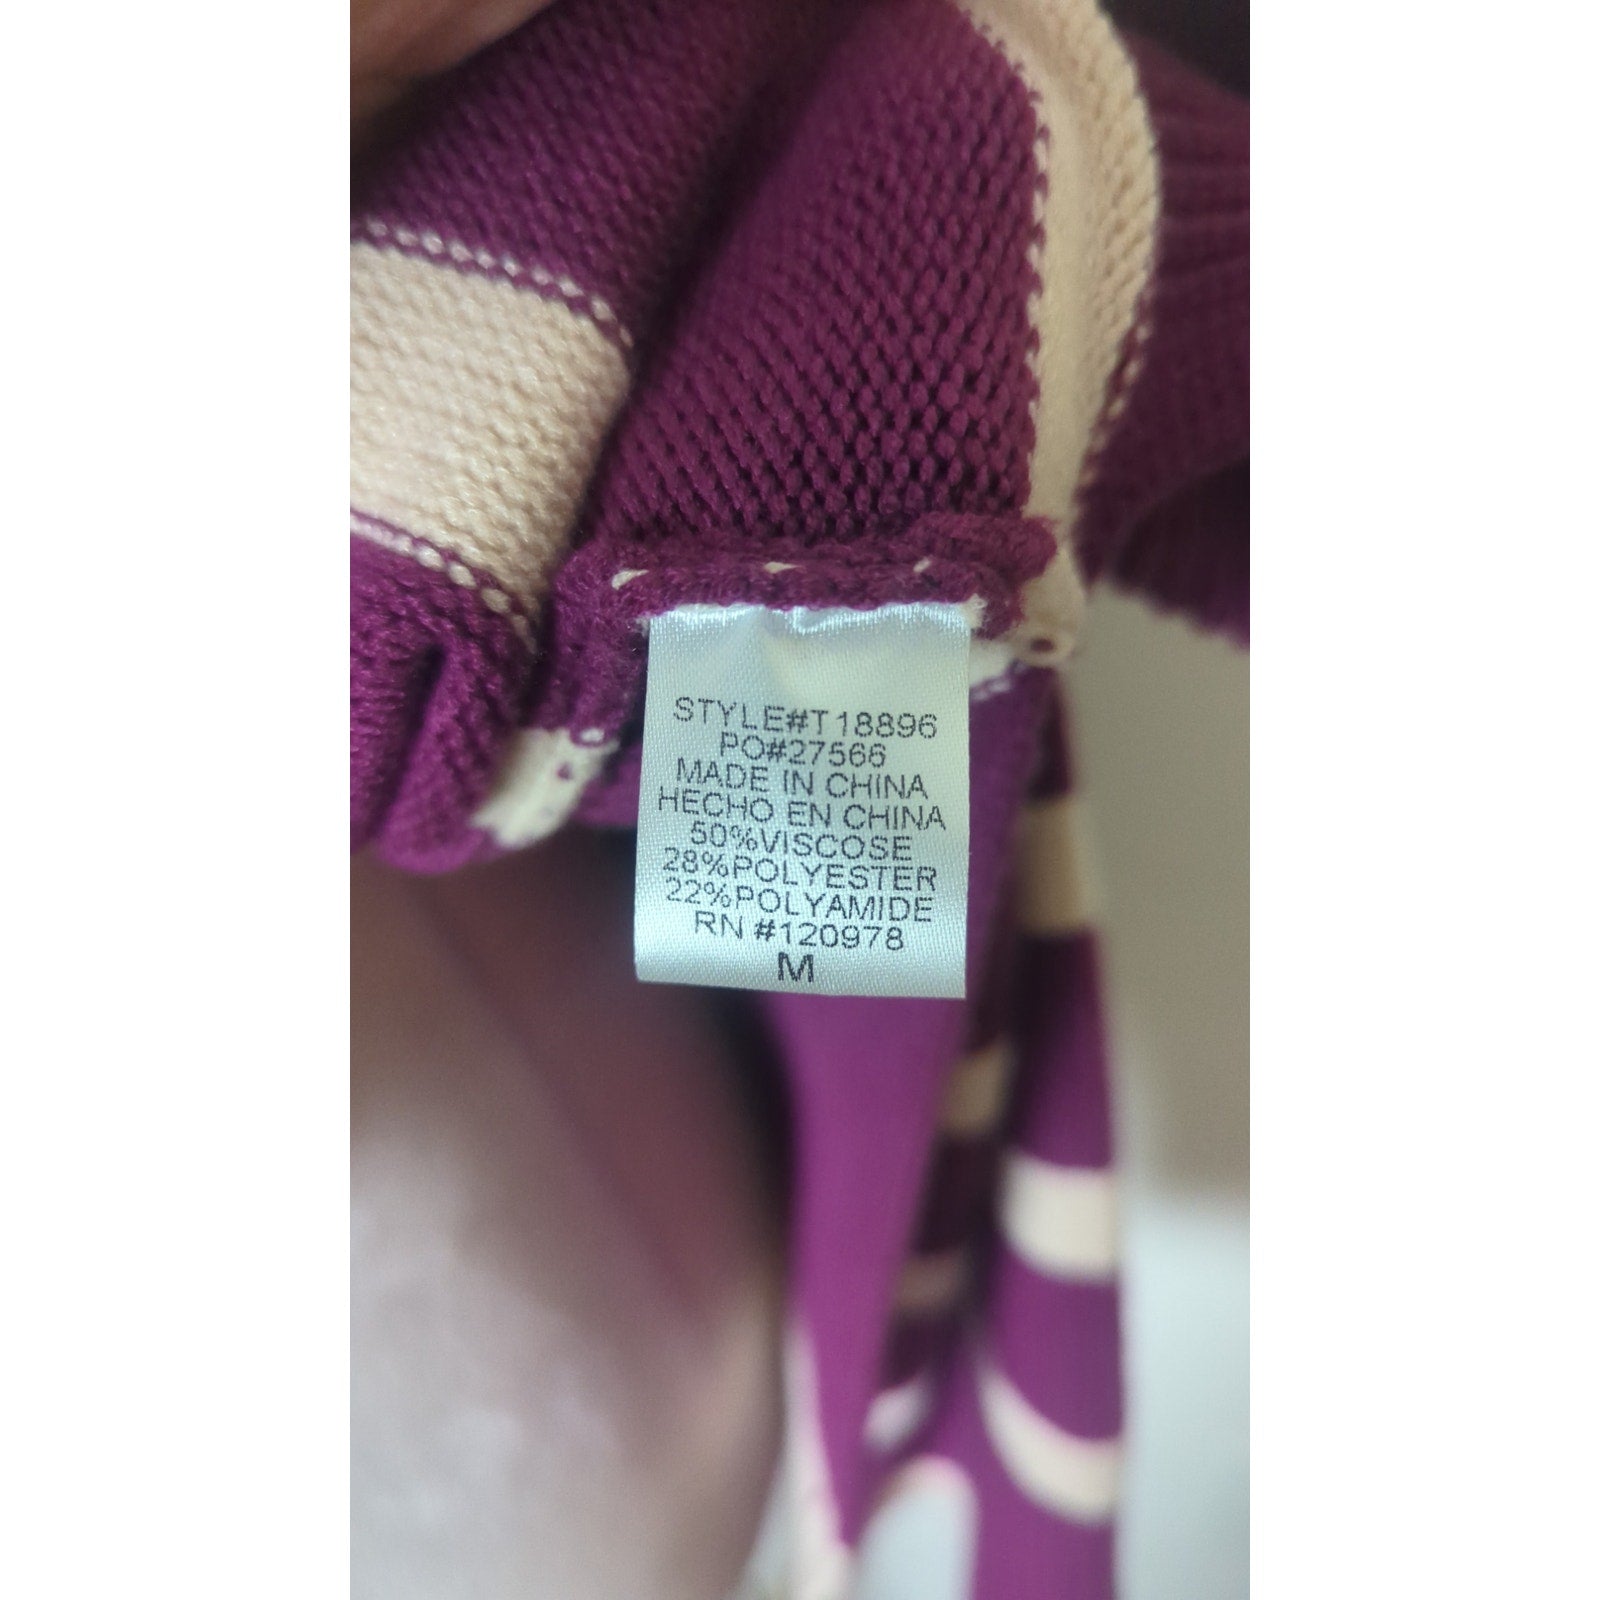 STYLE#T18896
PO#27566
MADE IN CHINA
HECHO EN CHINA
50%VISCOSE
28%POLYESTER
22%POLYAMIDE
RN #120978
M